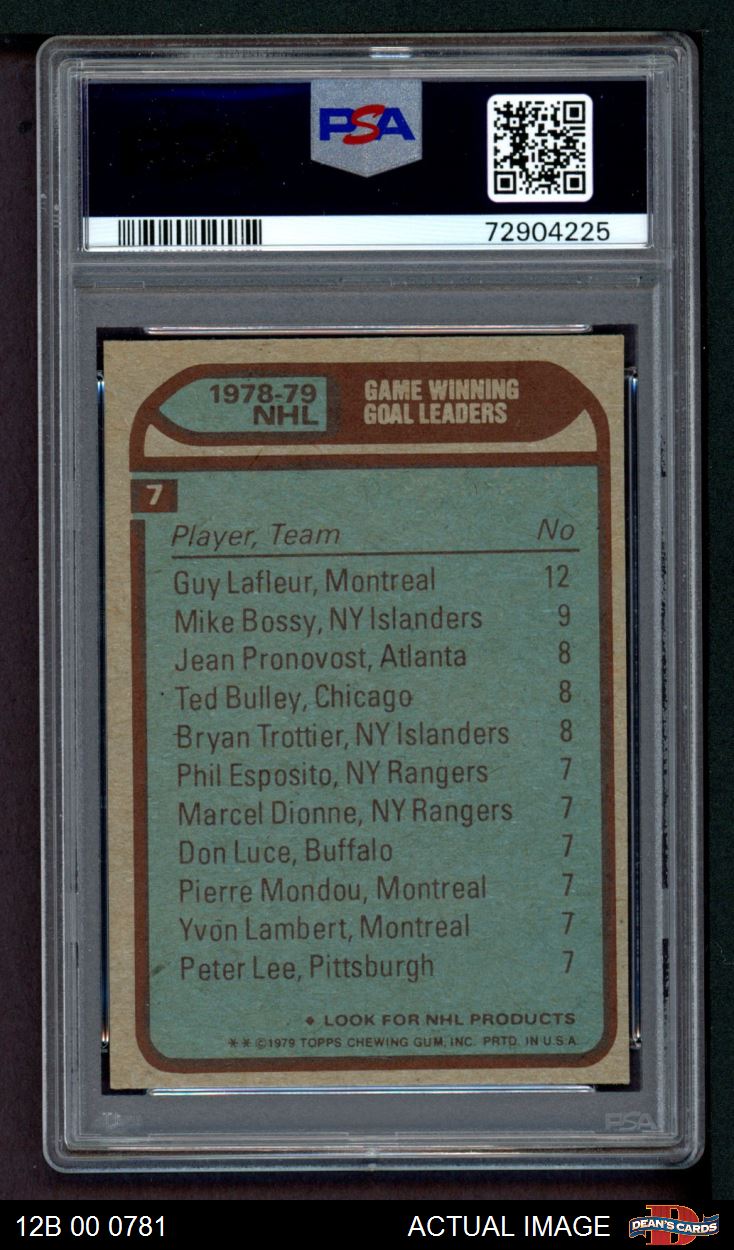 PSA
72904225
1978-79 NHL
GAME WINNING GOAL LEADERS
7
Player, Team No
Guy Lafleur, Montreal 12
Mike Bossy, NY Islanders 9
Jean Pronovost, Atlanta 8
Ted Bulley, Chicago 8
Bryan Trottier, NY Islanders 8
Phil Esposito, NY Rangers 7
Marcel Dionne, NY Rangers 7
Don Luce, Buffalo 7
Pierre Mondou, Montreal 7
Yvon Lambert, Montreal 7
Peter Lee, Pittsburgh 7
◆ LOOK FOR NHL PRODUCTS
** ©1979 TOPPS CHEWING GUM, INC. PRTD. IN U.S.A.
PSA
12B 00 0781 ACTUAL IMAGE DEAN'S CARDS